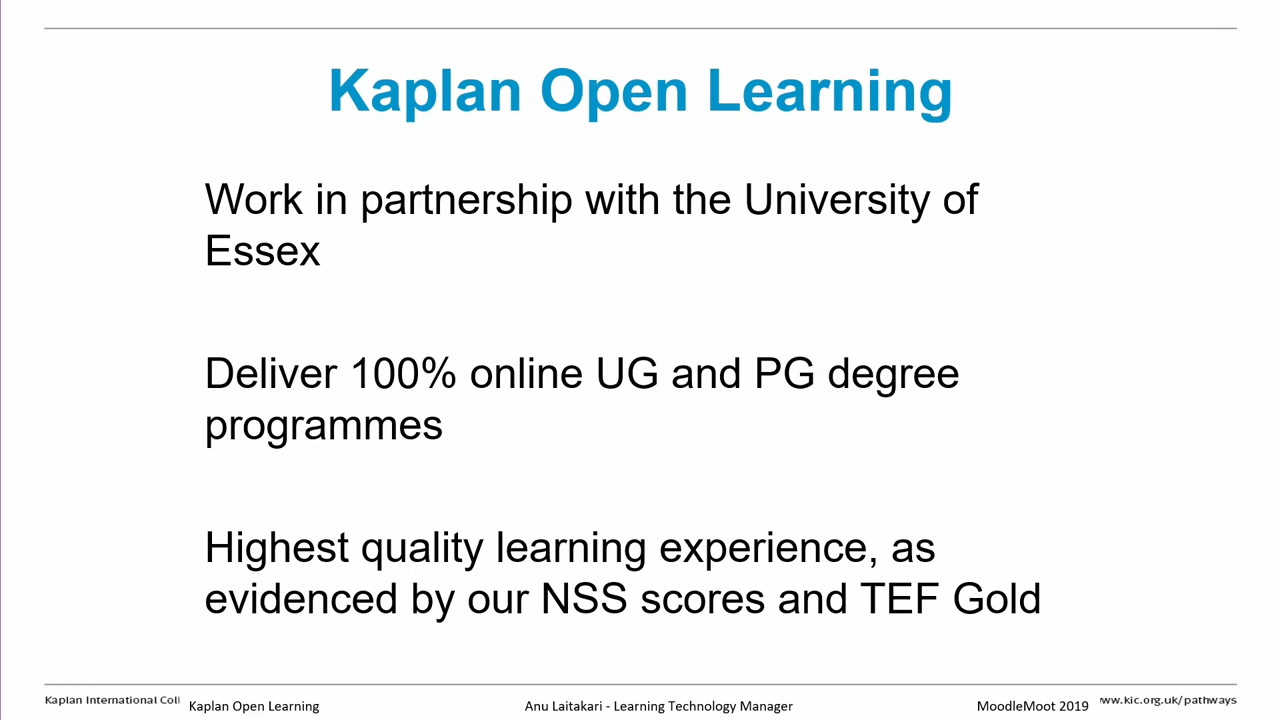 Kaplan Open Learning
Work in partnership with the University of
Essex
Deliver 100% online UG and PG degree
programmes
Highest quality learning experience, as
evidenced by our NSS scores and TEF Gold
Kaplan International Coll
Kaplan Open Learning
Anu Laitakari - Learning Technology Manager
MoodleMoot 2019
ww.kic.org.uk/pathways